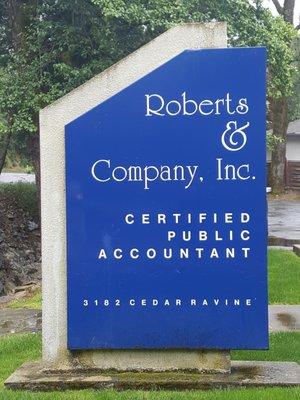 Roberts
&
Company, Inc.
CERTIFIED
PUBLIC
ACCOUNTANT
3182 CEDAR RAVINE